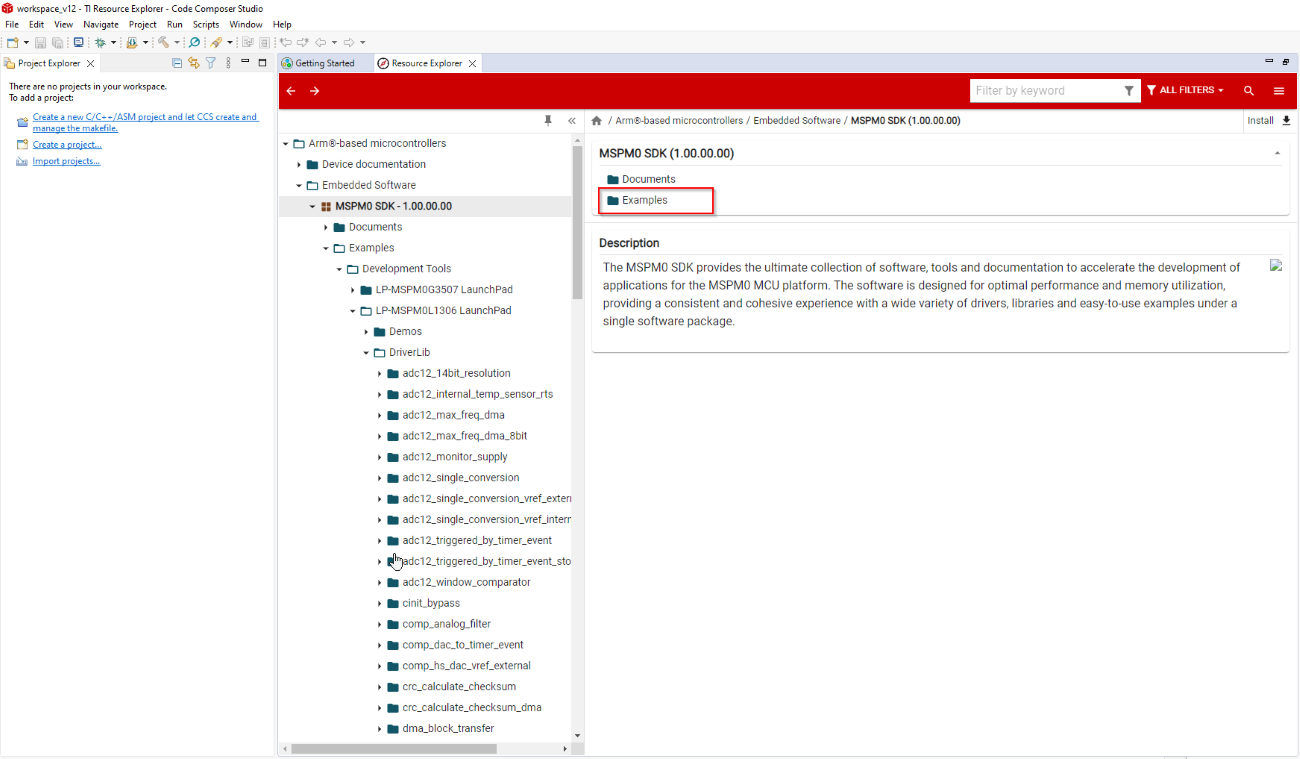 workspace_v12 - TI Resource Explorer - Code Composer Studio
File Edit View Navigate Project Run Scripts Window Help
Project Explorer
There are no projects in your workspace.
To add a project:
Create a new C/C++/ASM project and let CCS create and
manage the makefile.
Create a project...
Import projects...
Getting Started
Resource Explorer
Filter by keyword
ALL FILTERS
Arm®-based microcontrollers
Device documentation
Embedded Software
MSPM0 SDK - 1.00.00.00
Documents
Examples
Development Tools
LP-MSPM0G3507 LaunchPad
LP-MSPM0L1306 LaunchPad
Demos
DriverLib
adc12_14bit_resolution
adc12_internal_temp_sensor_rts
adc12_max_freq_dma
adc12_max_freq_dma_8bit
adc12_monitor_supply
adc12_single_conversion
adc12_single_conversion_vref_extern
adc12_single_conversion_vref_intern
adc12_triggered_by_timer_event
adc12_triggered_by_timer_event_sto
adc12_window_comparator
cinit_bypass
comp_analog_filter
comp_dac_to_timer_event
comp_hs_dac_vref_external
crc_calculate_checksum
crc_calculate_checksum_dma
dma_block_transfer
/ Arm®-based microcontrollers / Embedded Software / MSPM0 SDK (1.00.00.00)
Install
MSPM0 SDK (1.00.00.00)
Documents
Examples
Description
The MSPM0 SDK provides the ultimate collection of software, tools and documentation to accelerate the development of
applications for the MSPM0 MCU platform. The software is designed for optimal performance and memory utilization,
providing a consistent and cohesive experience with a wide variety of drivers, libraries and easy-to-use examples under a
single software package.